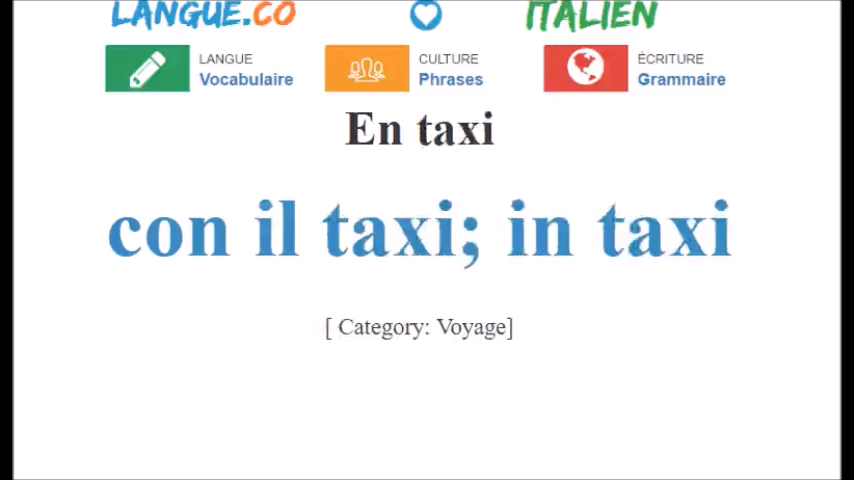 LANGUE.CO
ITALIEN
LANGUE
Vocabulaire
CULTURE
Phrases
ÉCRITURE
Grammaire
En taxi
con il taxi; in taxi
[ Category: Voyage]